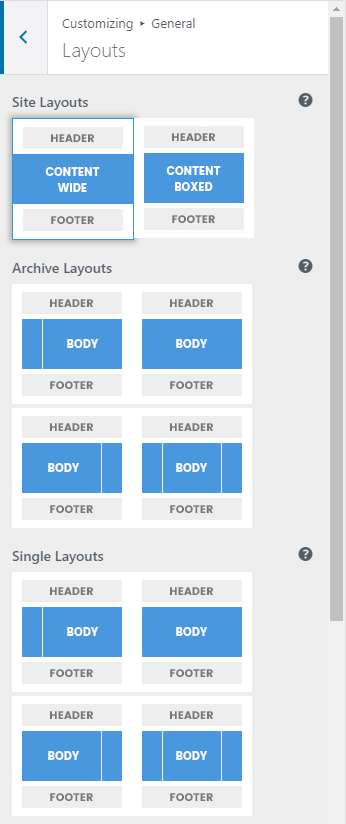 Customizing ▸ General
Layouts
Site Layouts
HEADER HEADER
CONTENT CONTENT
WIDE BOXED
FOOTER FOOTER
Archive Layouts
HEADER HEADER
BODY BODY
FOOTER FOOTER
HEADER HEADER
BODY BODY
FOOTER FOOTER
Single Layouts
HEADER HEADER
BODY BODY
FOOTER FOOTER
HEADER HEADER
BODY BODY
FOOTER FOOTER